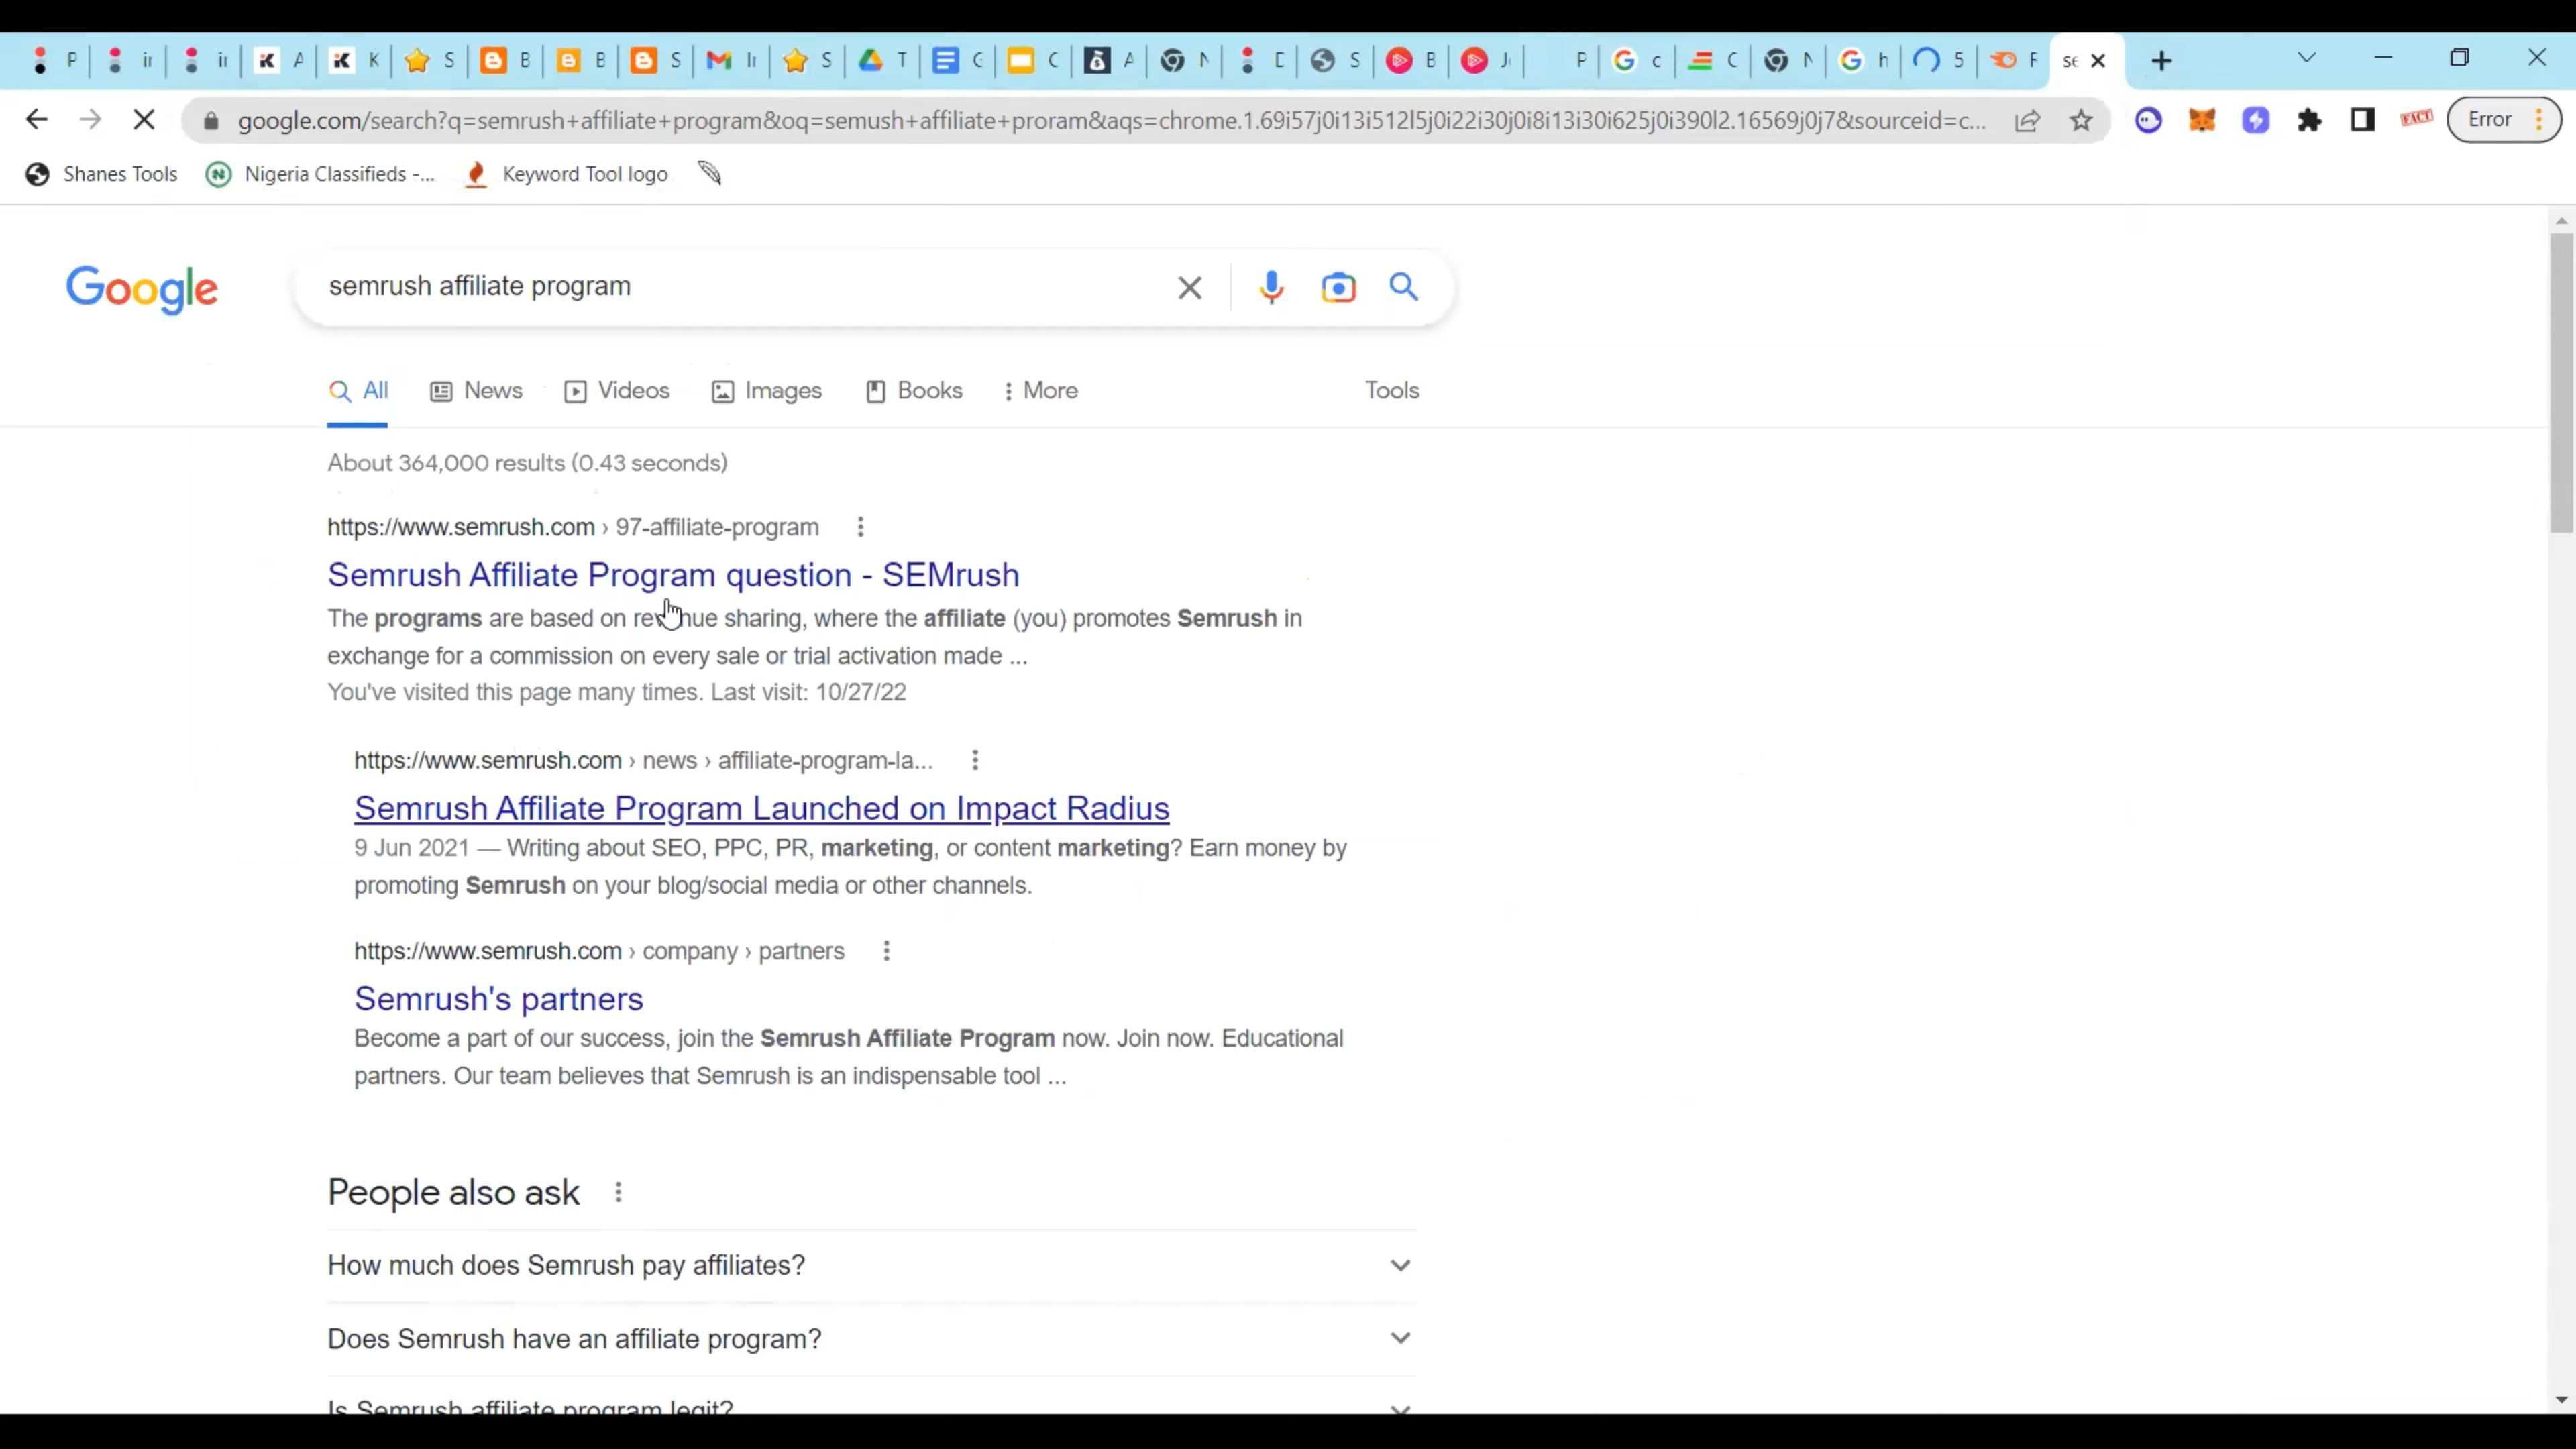 P
ir
ir
A
K
S
B
B
S
Ir
S
T
G
C
A
N
D
S
B
J
P
c
C
N
h
5
F
se
google.com/search?q=semrush+affiliate+program&oq=semush+affiliate+proram&aqs=chrome.1.69i57j0i13i512l5j0i22i30j0i8i13i30i625j0i390l2.16569j0j7&sourceid=c...
FACT
Error
Shanes Tools
Nigeria Classifieds -...
Keyword Tool logo
Google
semrush affiliate program
All
News
Videos
Images
Books
More
Tools
About 364,000 results (0.43 seconds)
https://www.semrush.com › 97-affiliate-program
Semrush Affiliate Program question - SEMrush
The programs are based on revenue sharing, where the affiliate (you) promotes Semrush in
exchange for a commission on every sale or trial activation made ...
You've visited this page many times. Last visit: 10/27/22
https://www.semrush.com › news › affiliate-program-la...
Semrush Affiliate Program Launched on Impact Radius
9 Jun 2021 — Writing about SEO, PPC, PR, marketing, or content marketing? Earn money by
promoting Semrush on your blog/social media or other channels.
https://www.semrush.com › company › partners
Semrush's partners
Become a part of our success, join the Semrush Affiliate Program now. Join now. Educational
partners. Our team believes that Semrush is an indispensable tool ...
People also ask
How much does Semrush pay affiliates?
Does Semrush have an affiliate program?
Is Semrush affiliate program legit?